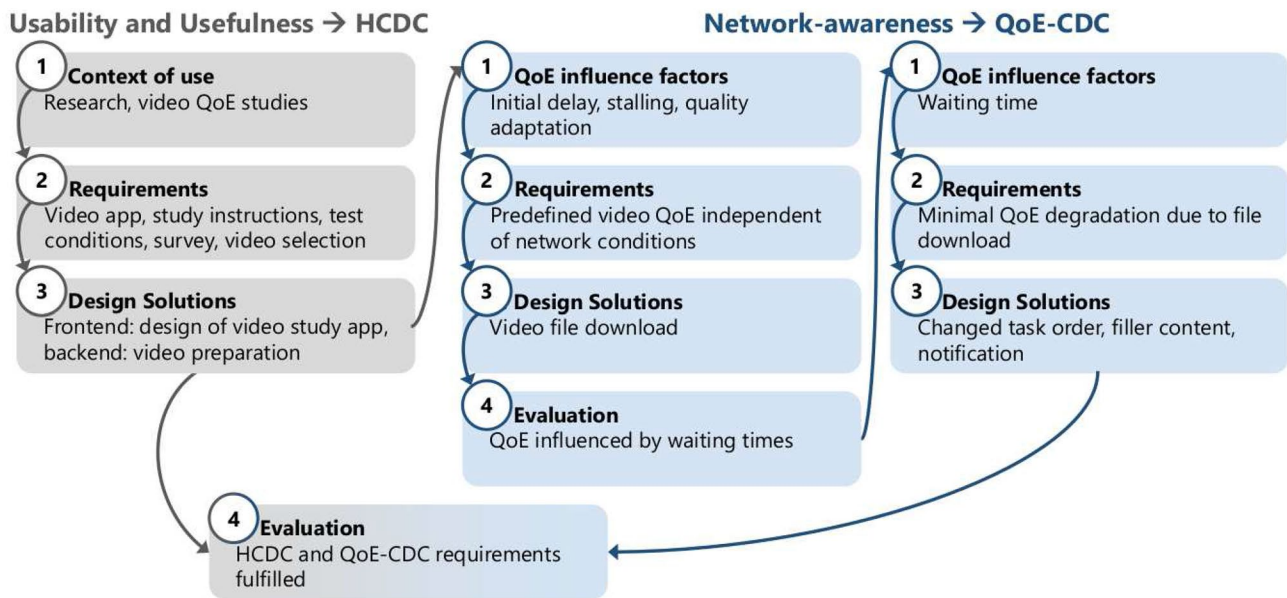 Usability and Usefulness → HCDC
1
Context of use
Research, video QoE studies
2
Requirements
Video app, study instructions, test
conditions, survey, video selection
3
Design Solutions
Frontend: design of video study app,
backend: video preparation
Network-awareness → QoE-CDC
1
QoE influence factors
Initial delay, stalling, quality
adaptation
2
Requirements
Predefined video QoE independent
of network conditions
3
Design Solutions
Video file download
4
Evaluation
QoE influenced by waiting times
1
QoE influence factors
Waiting time
2
Requirements
Minimal QoE degradation due to file
download
3
Design Solutions
Changed task order, filler content,
notification
4
Evaluation
HCDC and QoE-CDC requirements
fulfilled